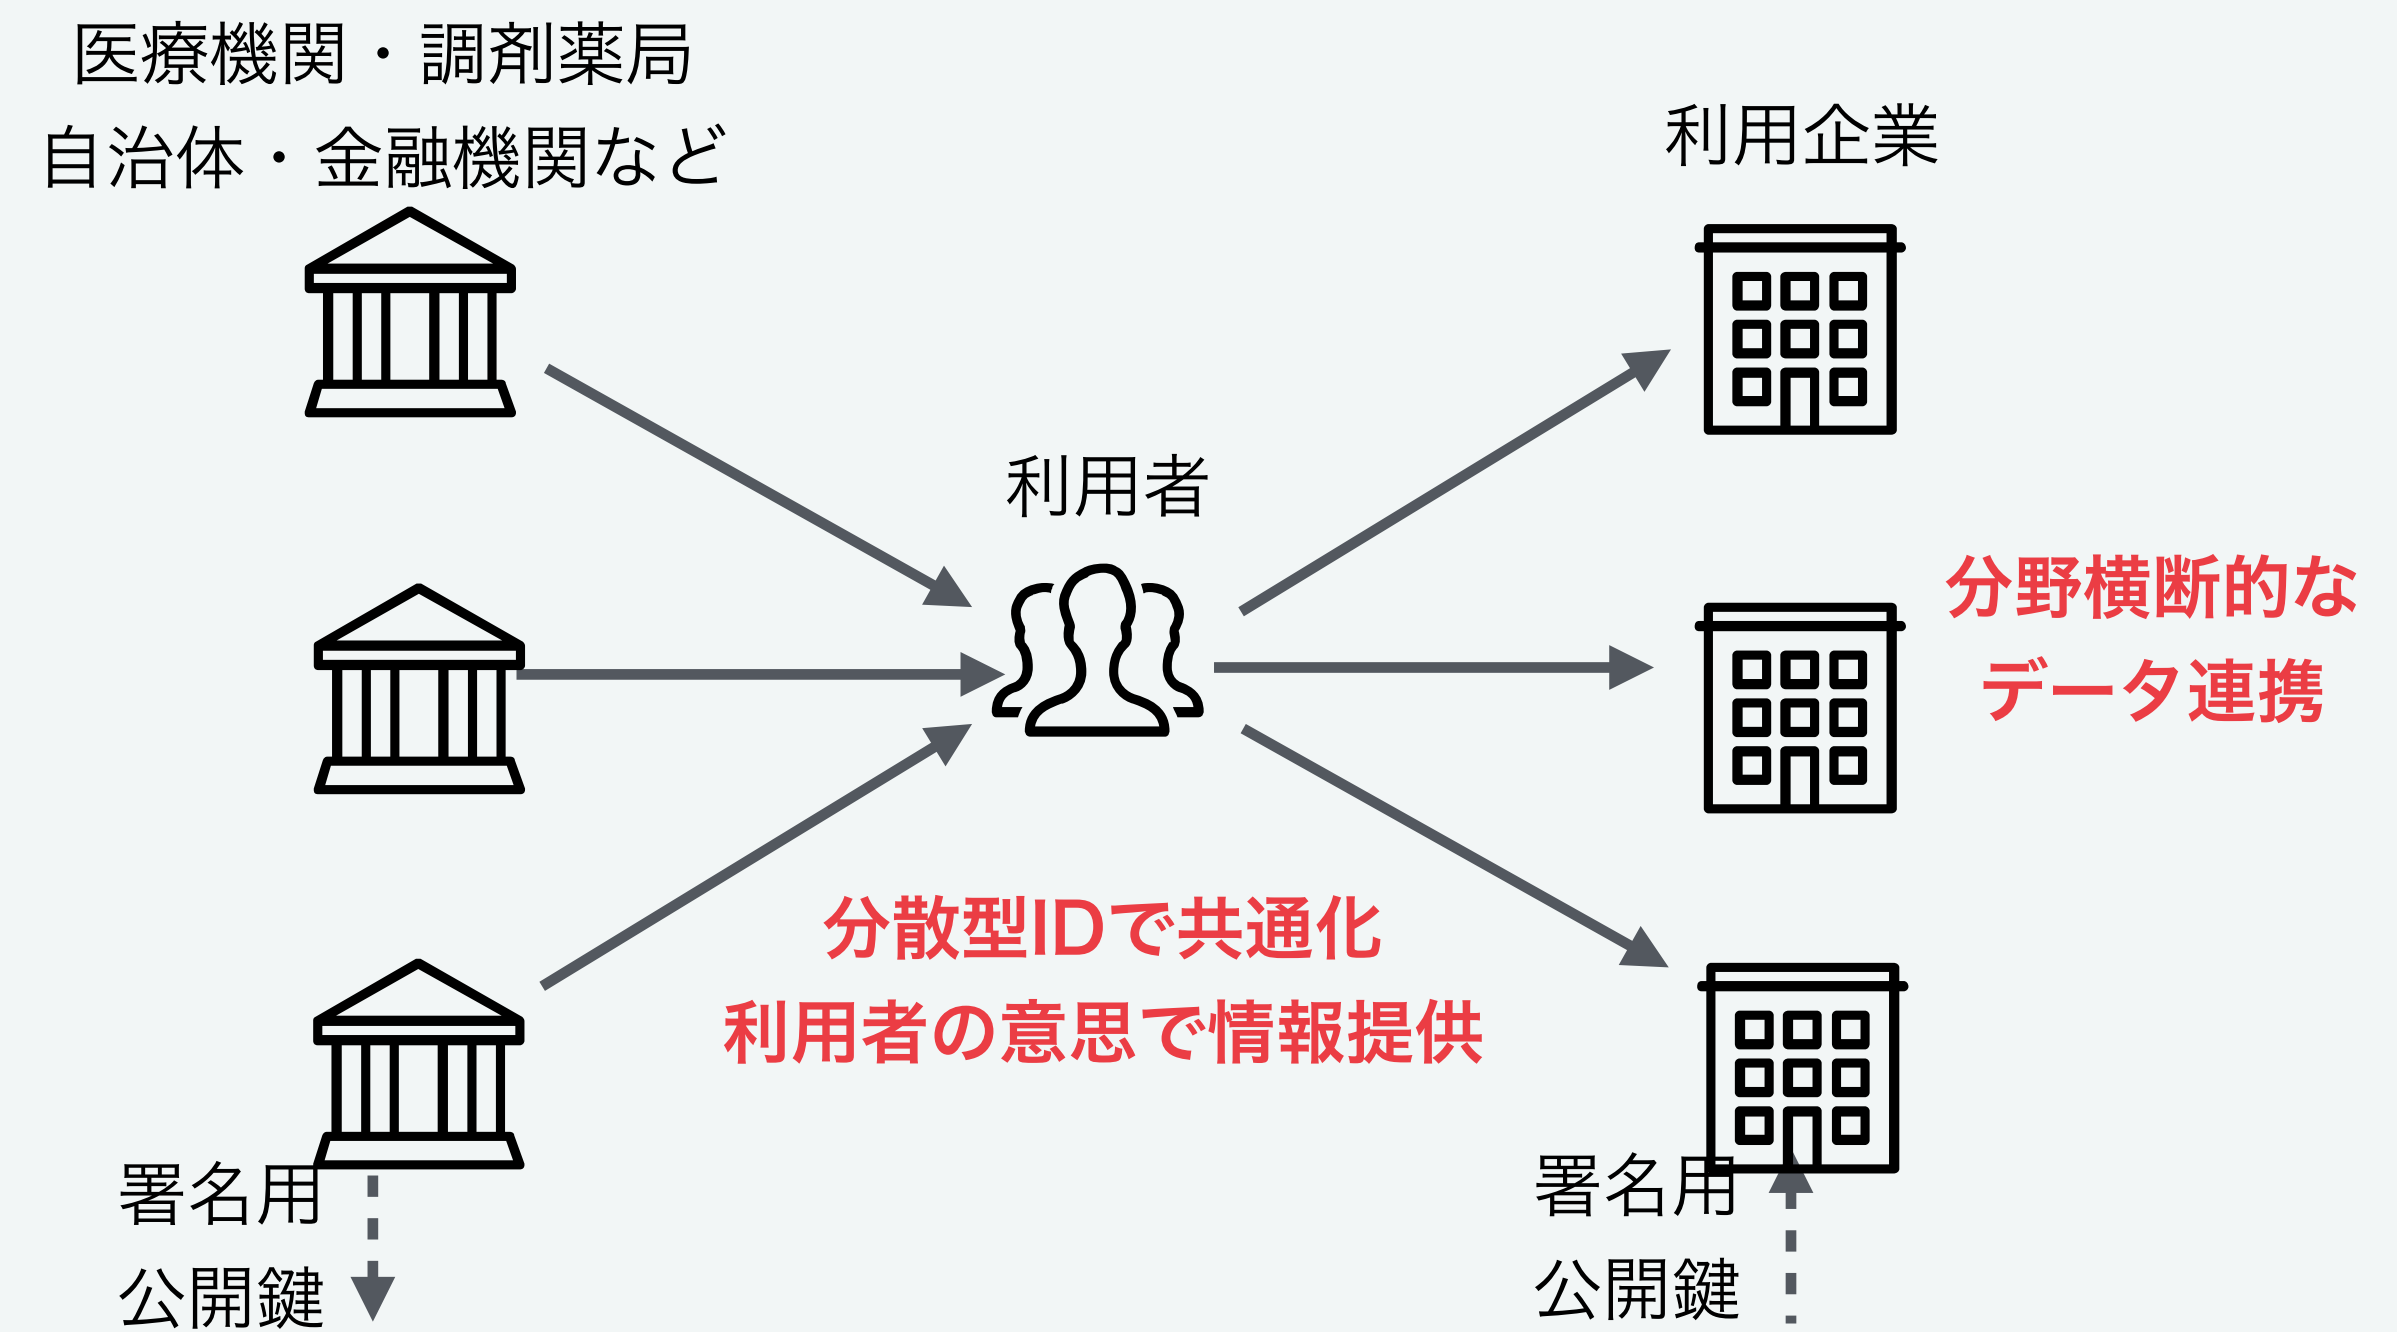 医療機関・調剤薬局
自治体・金融機関など
利用企業
利用者
分野横断的な
データ連携
分散型IDで共通化
利用者の意思で情報提供
署名用
公開鍵
署名用
公開鍵